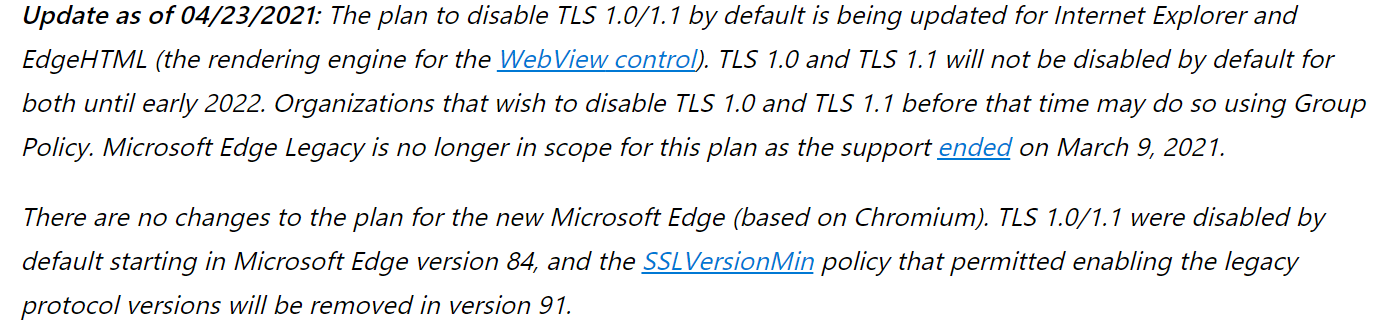 Update as of 04/23/2021: The plan to disable TLS 1.0/1.1 by default is being updated for Internet Explorer and
EdgeHTML (the rendering engine for the WebView control). TLS 1.0 and TLS 1.1 will not be disabled by default for
both until early 2022. Organizations that wish to disable TLS 1.0 and TLS 1.1 before that time may do so using Group
Policy. Microsoft Edge Legacy is no longer in scope for this plan as the support ended on March 9, 2021.
There are no changes to the plan for the new Microsoft Edge (based on Chromium). TLS 1.0/1.1 were disabled by
default starting in Microsoft Edge version 84, and the SSLVersionMin policy that permitted enabling the legacy
protocol versions will be removed in version 91.